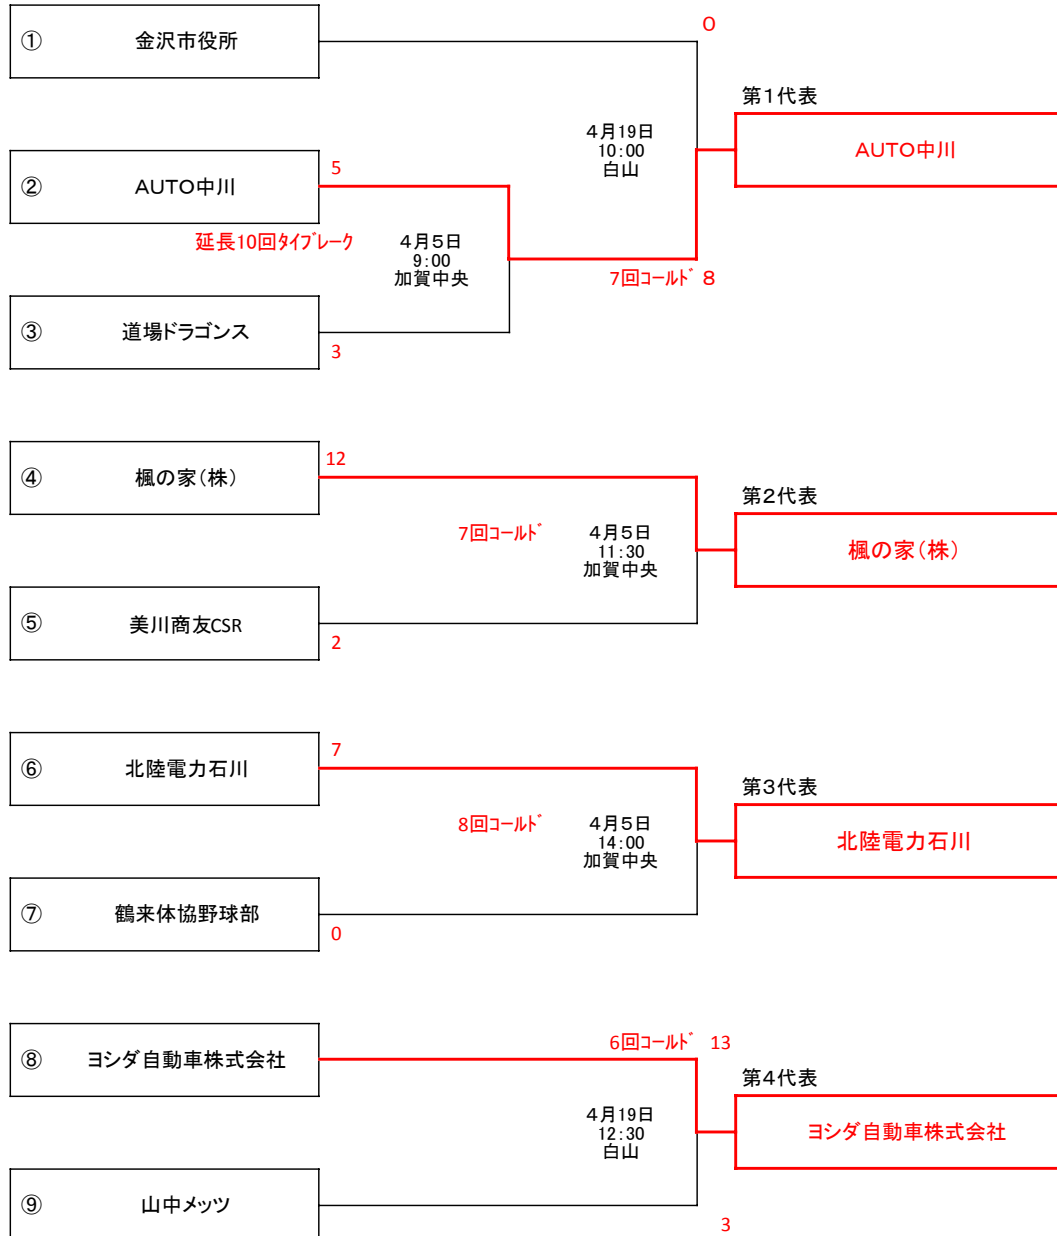 ① 金沢市役所
0
第1代表
4月19日
10:00
白山
AUTO中川
② AUTO中川
5
延長10回ﾀｲﾌﾞﾚｰｸ
4月5日
9:00
加賀中央
7回ｺｰﾙﾄﾞ 8
③ 道場ドラゴンス
3
④ 楓の家(株)
12
第2代表
7回ｺｰﾙﾄﾞ
4月5日
11:30
加賀中央
楓の家(株)
⑤ 美川商友CSR
2
⑥ 北陸電力石川
7
第3代表
8回ｺｰﾙﾄﾞ
4月5日
14:00
加賀中央
北陸電力石川
⑦ 鶴来体協野球部
0
⑧ ヨシダ自動車株式会社
6回ｺｰﾙﾄﾞ 13
第4代表
4月19日
12:30
白山
ヨシダ自動車株式会社
⑨ 山中メッツ
3